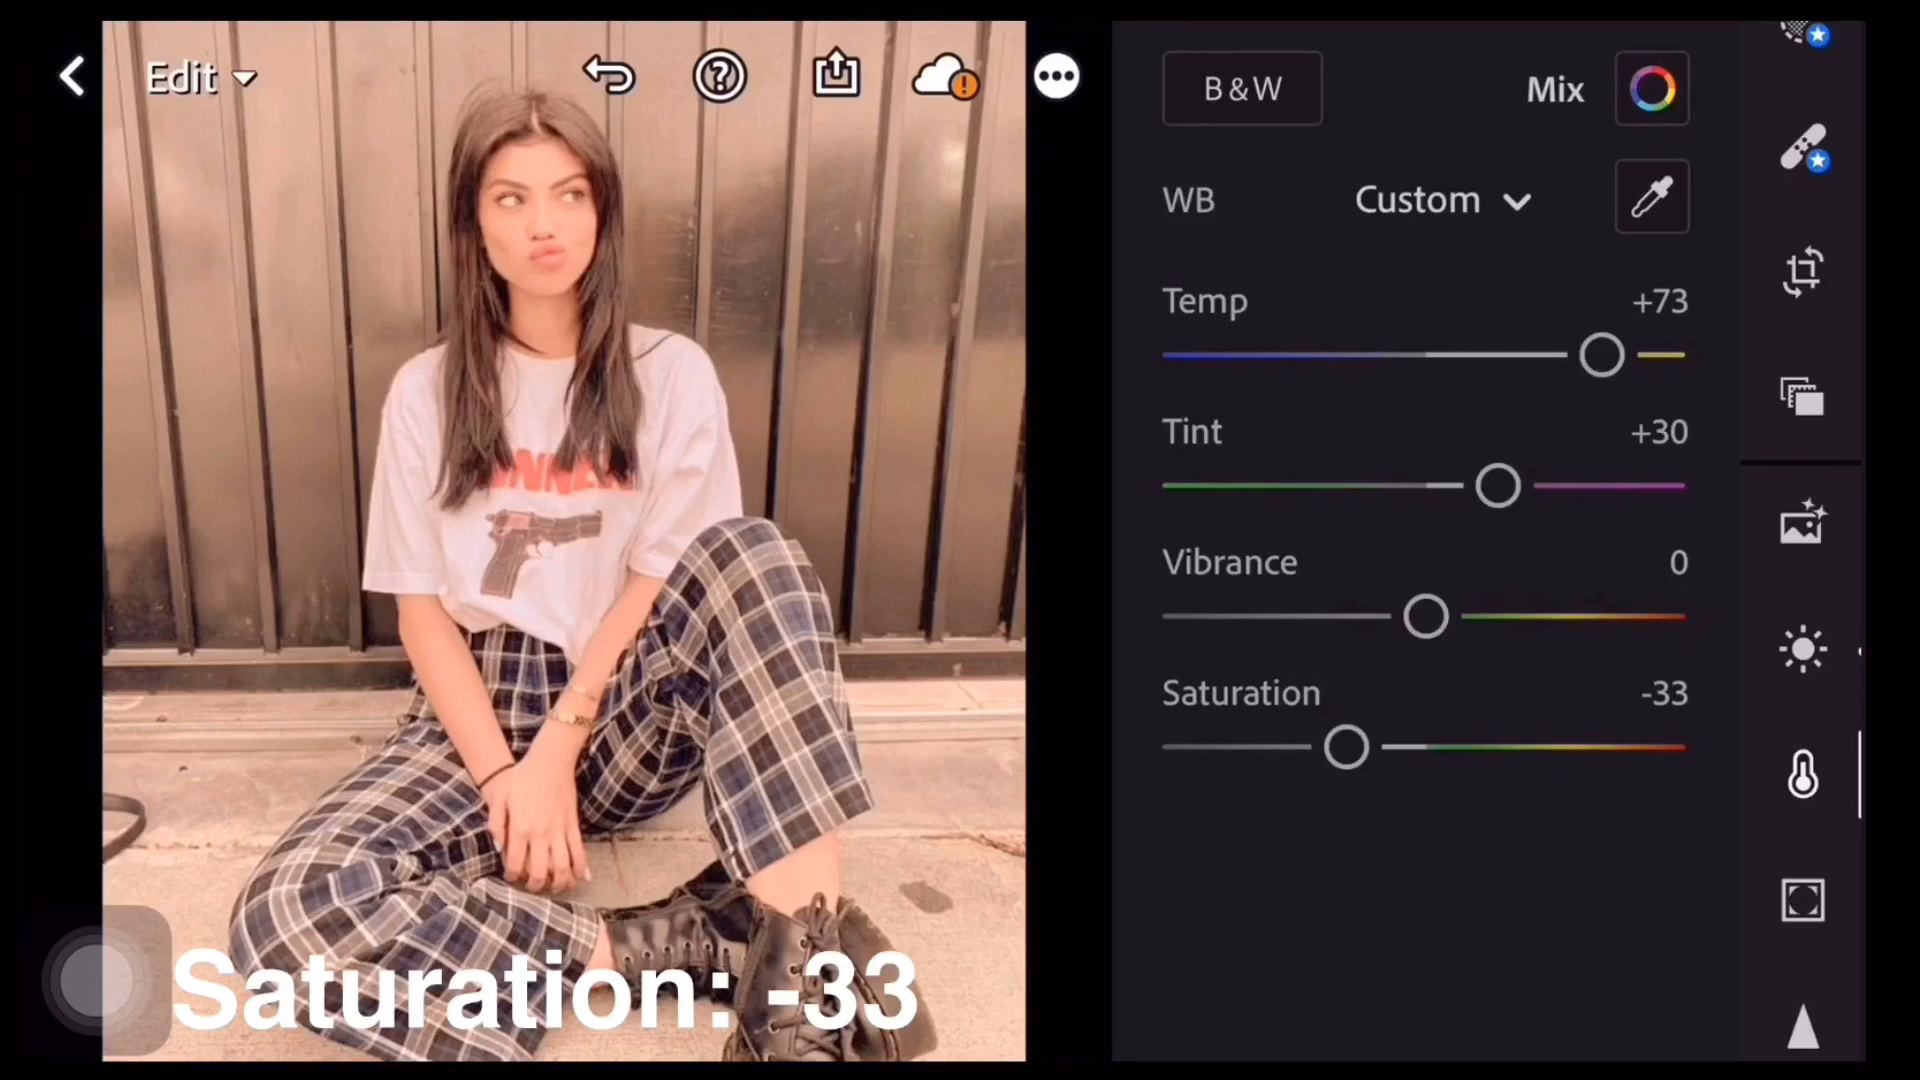 Edit
B&W
Mix
WB
Custom
Temp
+73
Tint
+30
Vibrance
0
Saturation
-33
Saturation: -33